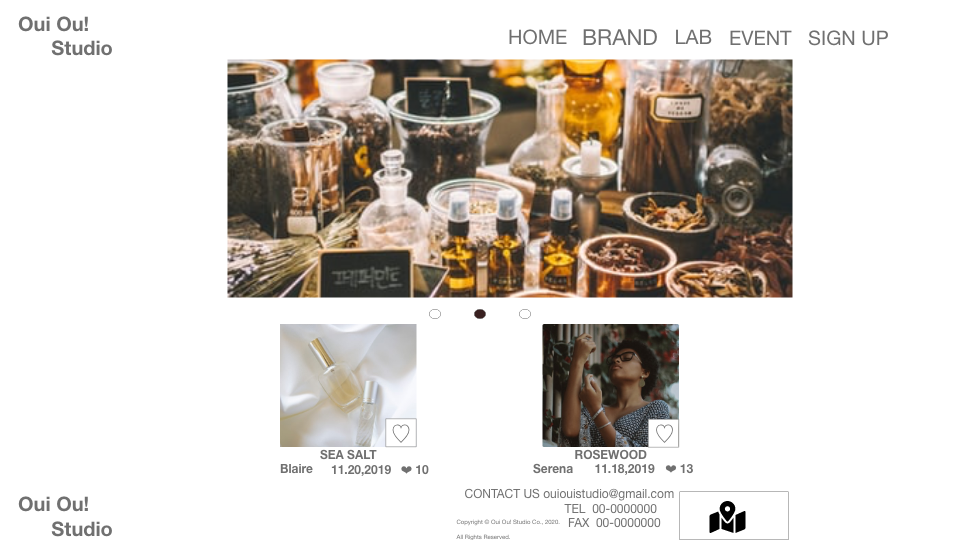 Oui Ou!
Studio
HOME BRAND LAB EVENT SIGN UP
SEA SALT
Blaire 11.20,2019 ❤ 10
ROSEWOOD
Serena 11.18,2019 ❤ 13
Oui Ou!
Studio
CONTACT US ouiouistudio@gmail.com
TEL 00-0000000
FAX 00-0000000
Copyright © Oui Ou! Studio Co., 2020.
All Rights Reserved.